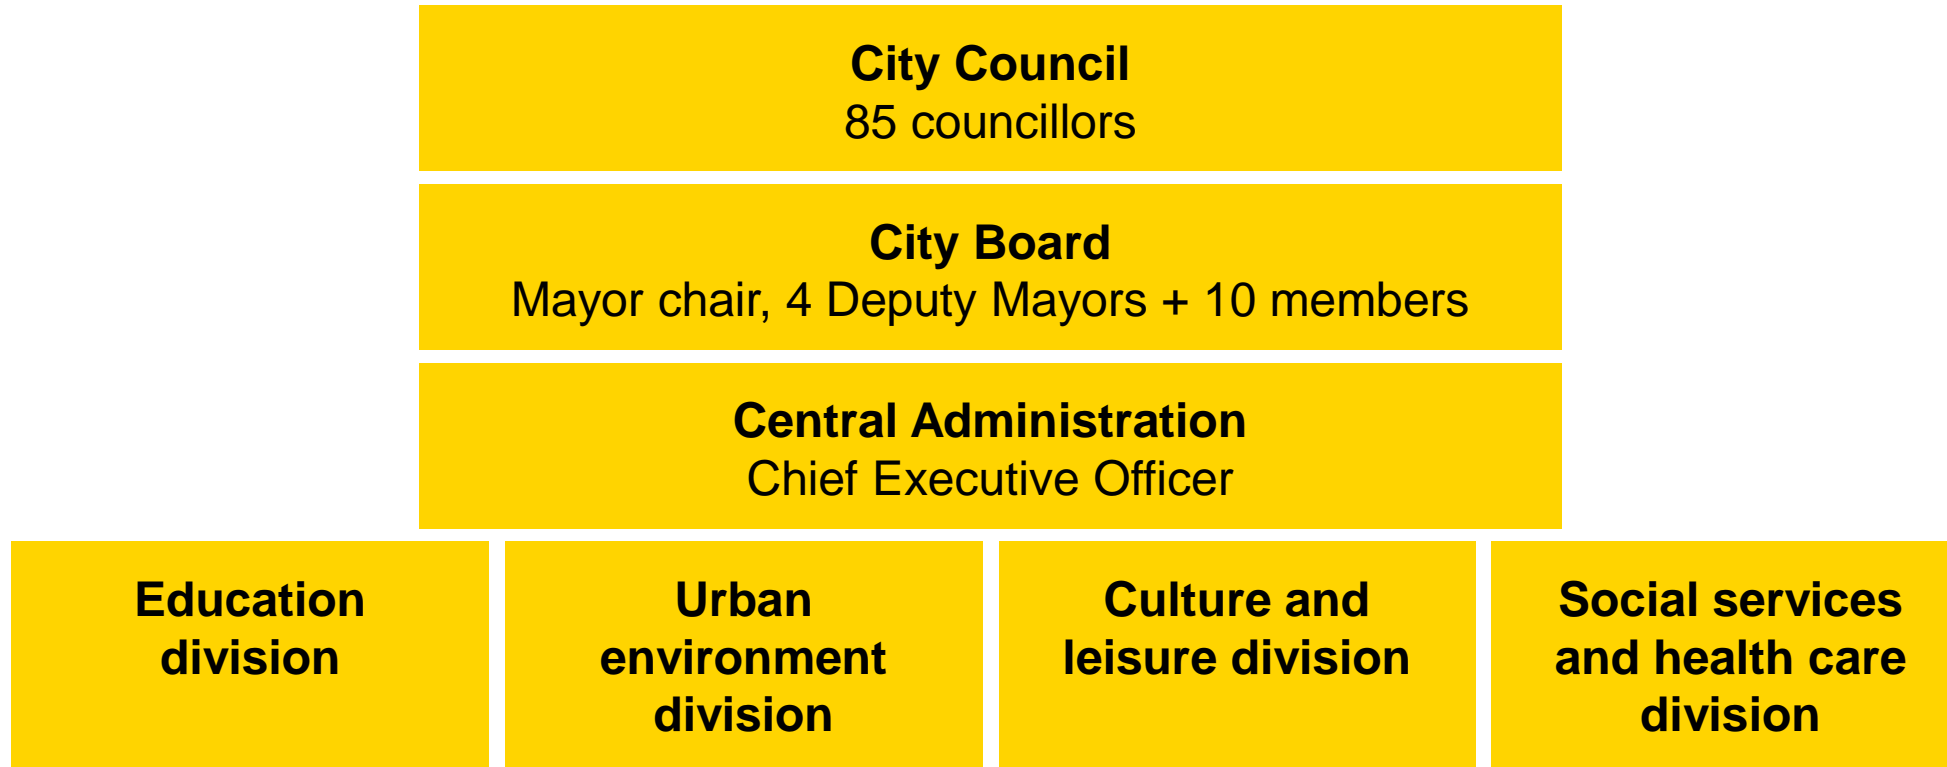 City Council
85 councillors
City Board
Mayor chair, 4 Deputy Mayors + 10 members
Central Administration
Chief Executive Officer
Education
division
Urban
environment
division
Culture and
leisure division
Social services
and health care
division